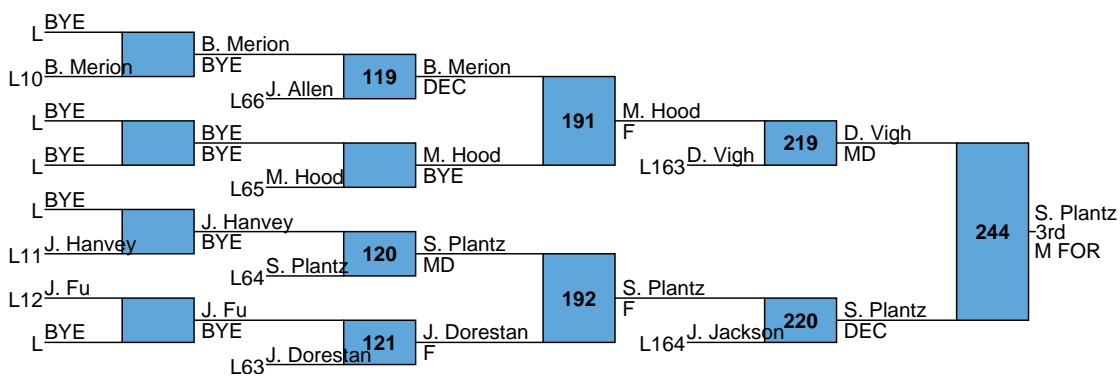 L BYE
L10 B. Merion
B. Merion
BYE
L66 J. Allen
119
B. Merion
DEC
L BYE
L BYE
BYE
BYE
L65 M. Hood
M. Hood
BYE
191
M. Hood
F
L163 D. Vigh
219
D. Vigh
MD
L BYE
L11 J. Hanvey
J. Hanvey
BYE
L64 S. Plantz
120
S. Plantz
MD
L12 J. Fu
L BYE
J. Fu
BYE
L63 J. Dorestan
121
J. Dorestan
F
192
S. Plantz
F
L164 J. Jackson
220
S. Plantz
DEC
244
S. Plantz
3rd
M FOR